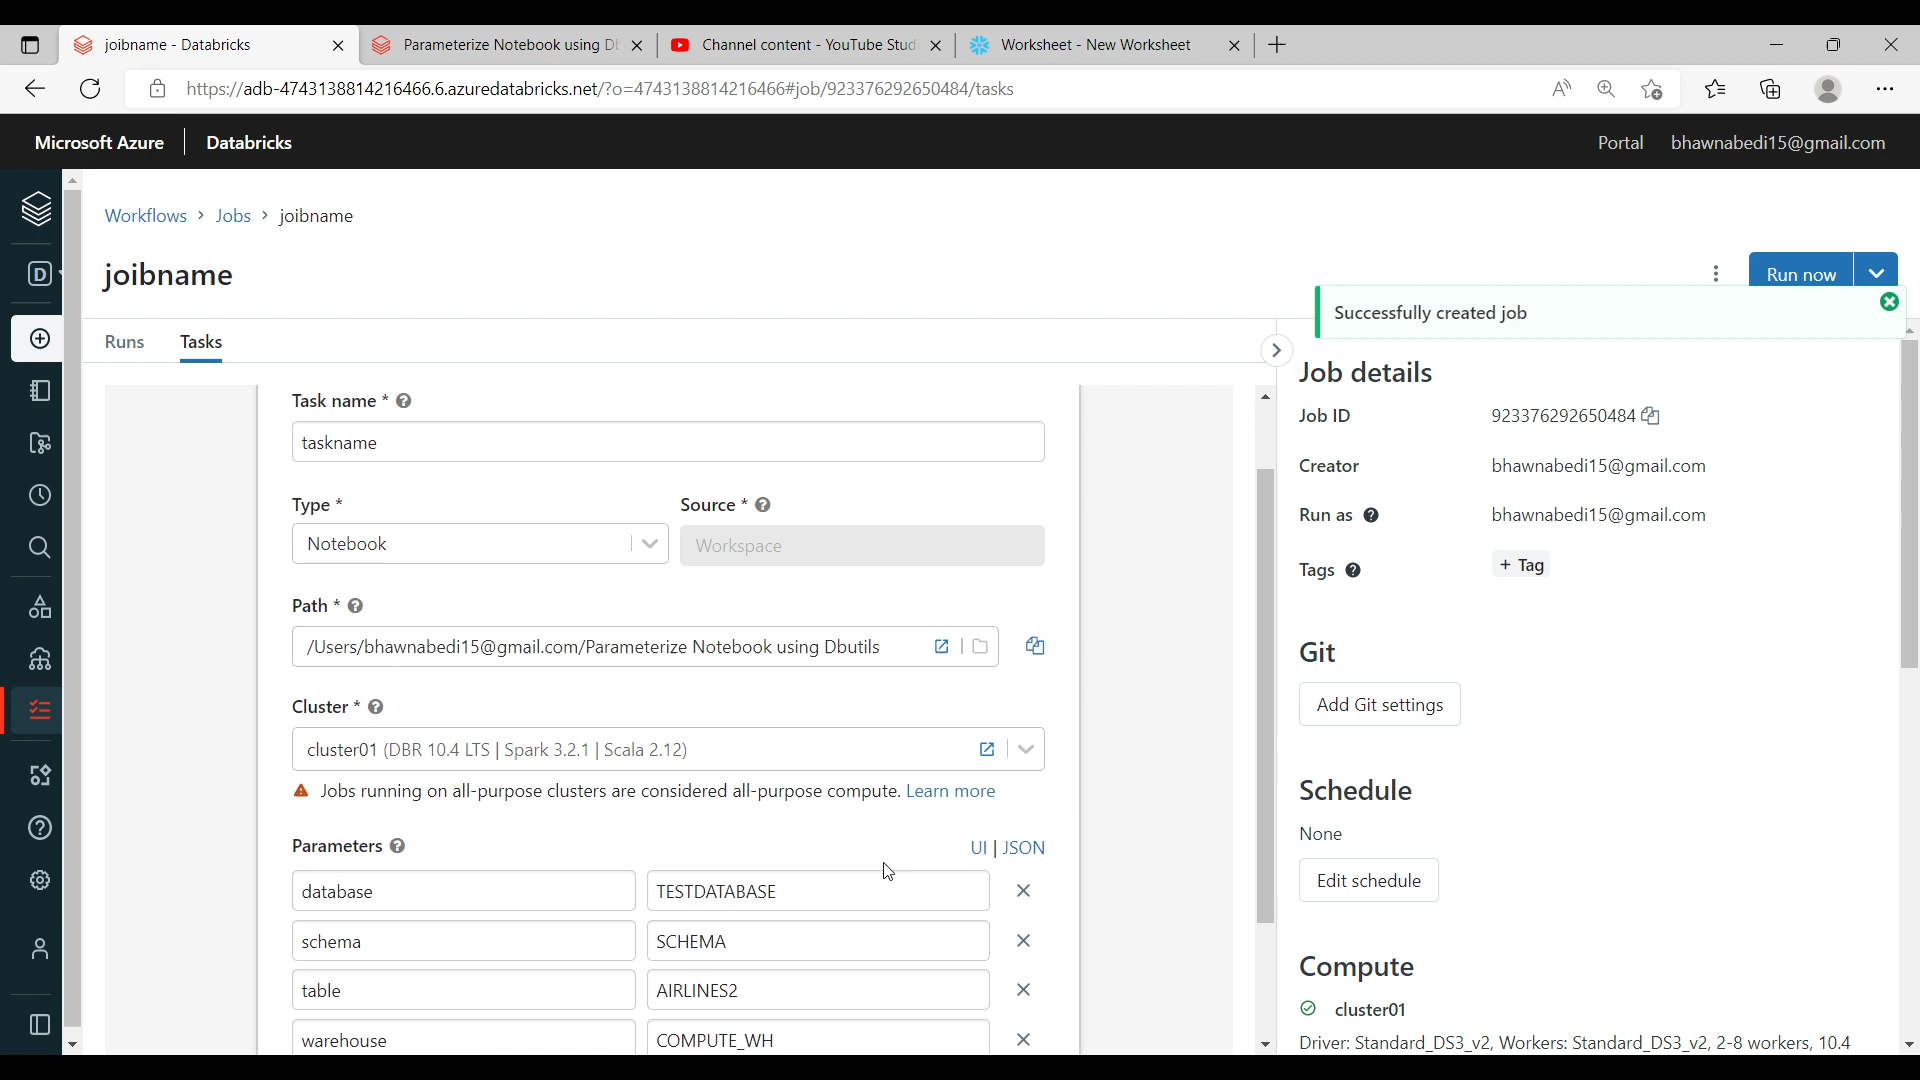 joibname - Databricks
Parameterize Notebook using Db
Channel content - YouTube Stud
Worksheet - New Worksheet
https://adb-4743138814216466.6.azuredatabricks.net/?o=4743138814216466#job/923376292650484/tasks
Microsoft Azure | Databricks
Portal
bhawnabedi15@gmail.com
Workflows > Jobs > joibname
D
joibname
Run now
Successfully created job
Runs
Tasks
Task name * ?
taskname
Type *
Source * ?
Notebook
Workspace
Path * ?
/Users/bhawnabedi15@gmail.com/Parameterize Notebook using Dbutils
Cluster * ?
cluster01 (DBR 10.4 LTS | Spark 3.2.1 | Scala 2.12)
Jobs running on all-purpose clusters are considered all-purpose compute. Learn more
Parameters ?
UI | JSON
database
TESTDATABASE
schema
SCHEMA
table
AIRLINES2
warehouse
COMPUTE_WH
Job details
Job ID
923376292650484
Creator
bhawnabedi15@gmail.com
Run as ?
bhawnabedi15@gmail.com
Tags ?
+ Tag
Git
Add Git settings
Schedule
None
Edit schedule
Compute
cluster01
Driver: Standard_DS3_v2, Workers: Standard_DS3_v2, 2-8 workers, 10.4